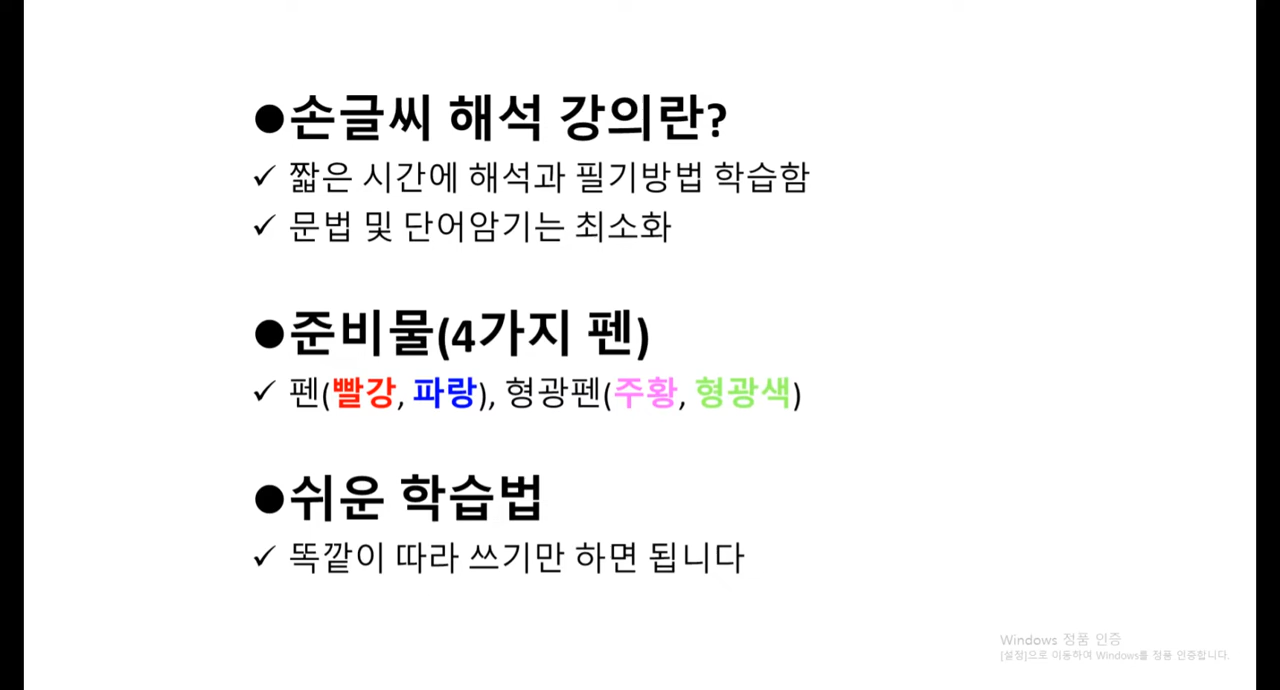 ●손글씨 해석 강의란?
✓ 짧은 시간에 해석과 필기방법 학습함
✓ 문법 및 단어암기는 최소화
●준비물(4가지 펜)
✓ 펜(빨강, 파랑), 형광펜(주황, 형광색)
●쉬운 학습법
✓ 똑깥이 따라 쓰기만 하면 됩니다
Windows 정품 인증
[설정]으로 이동하여 Windows를 정품 인증합니다.